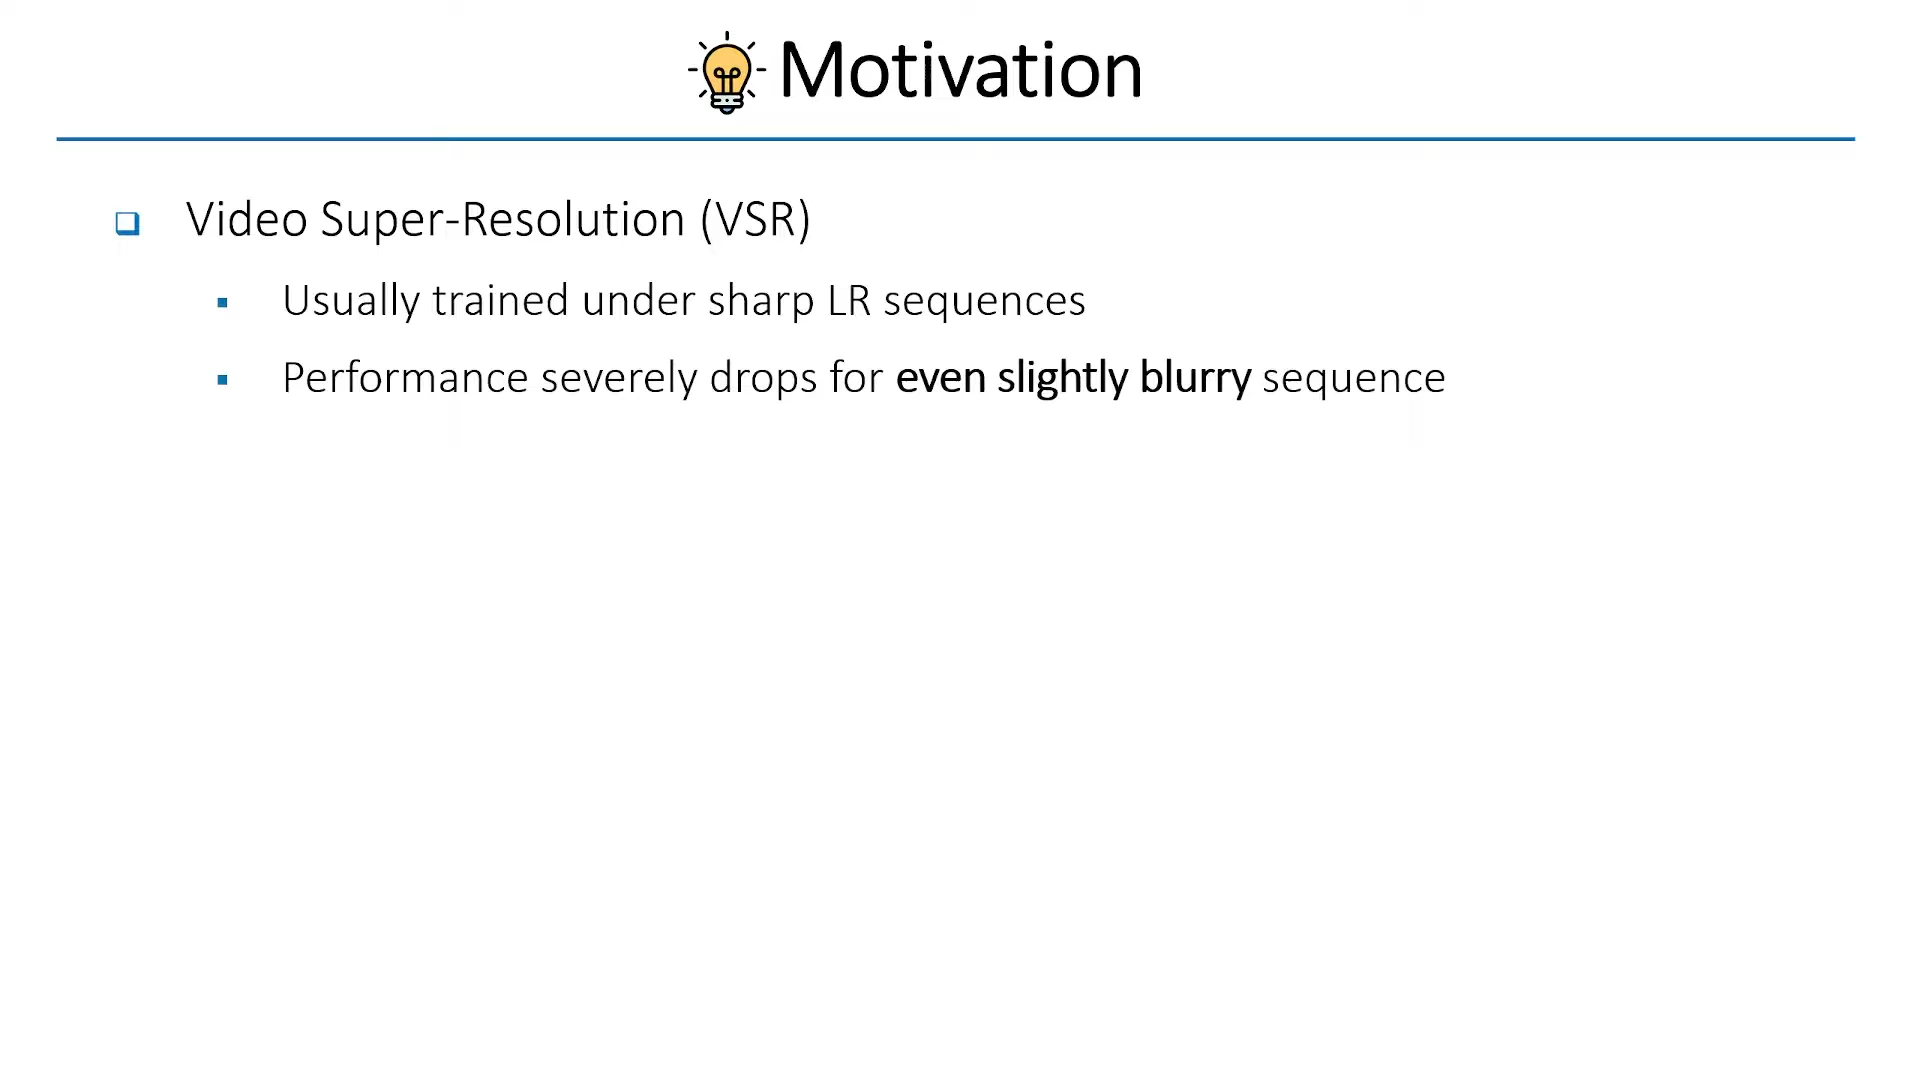 Motivation
Video Super-Resolution (VSR)
Usually trained under sharp LR sequences
Performance severely drops for even slightly blurry sequence